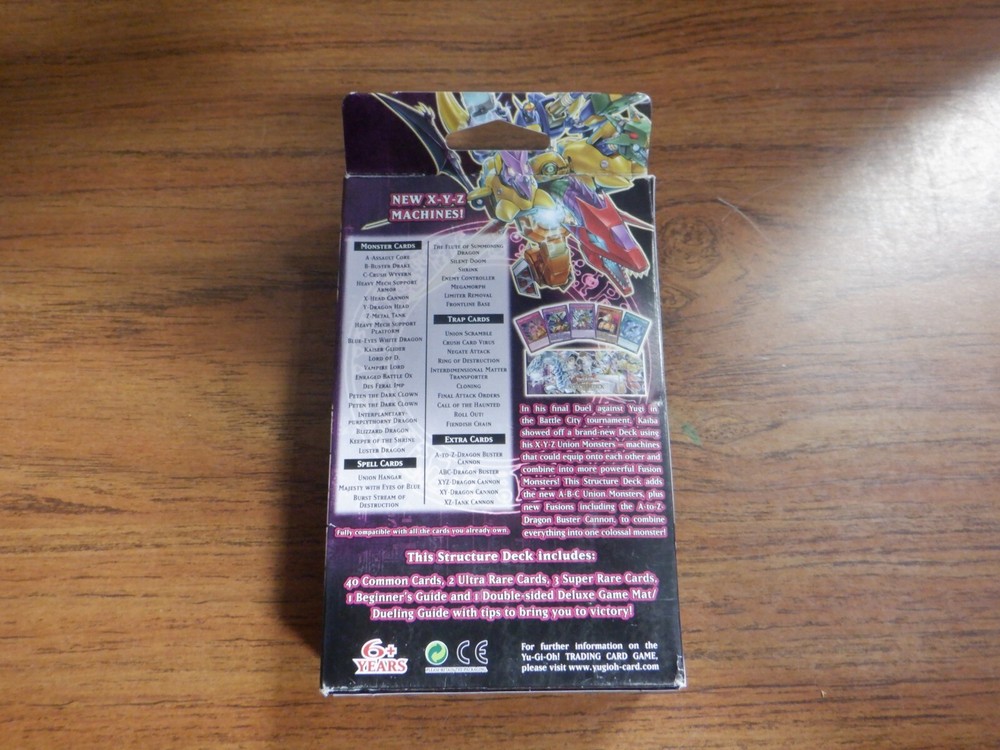 NEW X-Y-Z
MACHINES!
MONSTER CARDS
A-ASSAULT CORE
B-BUSTER DRAKE
C-CRUSH WYVERN
HEAVY MECH SUPPORT
ARMOR
X-HEAD CANNON
Y-DRAGON HEAD
Z-METAL TANK
HEAVY MECH SUPPORT
PLATFORM
BLUE-EYES WHITE DRAGON
KAISER GLIDER
LORD OF D.
VAMPIRE LORD
ENRAGED BATTLE OX
DES FERAL IMP
PETEN THE DARK CLOWN
PETEN THE DARK CLOWN
INTERPLANETARY-
PURPLYTHORNY DRAGON
BLIZZARD DRAGON
KEEPER OF THE SHRINE
LUSTER DRAGON
SPELL CARDS
UNION HANGAR
MAJESTY WITH EYES OF BLUE
BURST STREAM OF
DESTRUCTION
THE FLUTE OF SUMMONING
DRAGON
SILENT DOOM
SHRINK
ENEMY CONTROLLER
MEGAMORPH
LIMITER REMOVAL
FRONTLINE BASE
TRAP CARDS
UNION SCRAMBLE
CRUSH CARD VIRUS
NEGATE ATTACK
RING OF DESTRUCTION
INTERDIMENSIONAL MATTER
TRANSPORTER
CLONING
FINAL ATTACK ORDERS
CALL OF THE HAUNTED
ROLL OUT!
FIENDISH CHAIN
EXTRA CARDS
A-TO-Z-DRAGON BUSTER
CANNON
ABC-DRAGON BUSTER
XYZ-DRAGON CANNON
XY-DRAGON CANNON
XZ-TANK CANNON
Fully compatible with all the cards you already own.
In his final Duel against Yugi in
the Battle City tournament, Kaiba
showed off a brand-new Deck using
his X-Y-Z Union Monsters – machines
that could equip onto each other and
combine into more powerful Fusion
Monsters! This Structure Deck adds
the new A-B-C Union Monsters, plus
new Fusions including the A-to-Z-
Dragon Buster Cannon, to combine
everything into one colossal monster!
This Structure Deck includes:
40 Common Cards, 2 Ultra Rare Cards, 3 Super Rare Cards,
1 Beginner's Guide and 1 Double-sided Deluxe Game Mat/
Dueling Guide with tips to bring you to victory!
6+
YEARS
CE
For further information on the
Yu-Gi-Oh! TRADING CARD GAME,
please visit www.yugioh-card.com